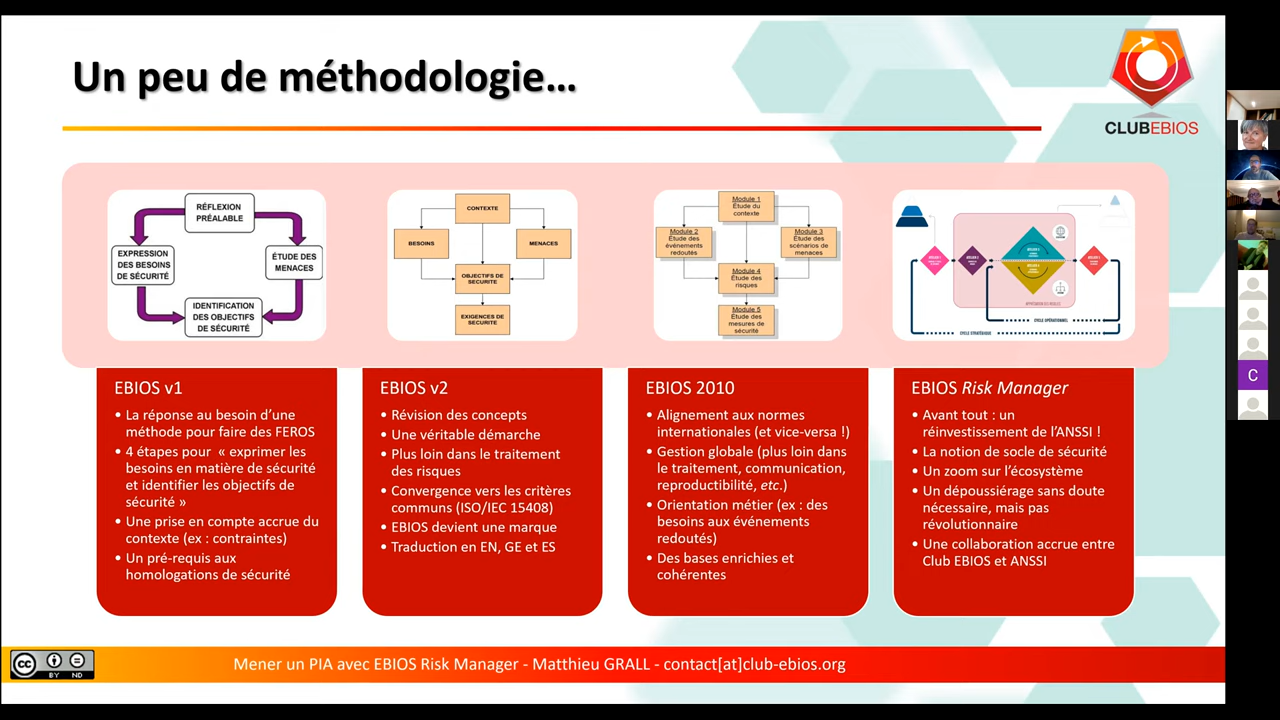 Un peu de méthodologie…
CLUBEBIOS
RÉFLEXION
PRÉALABLE
EXPRESSION
DES BESOINS
DE SÉCURITÉ
ÉTUDE DES
MENACES
IDENTIFICATION
DES OBJECTIFS
DE SÉCURITÉ
CONTEXTE
BESOINS
MENACES
OBJECTIFS DE
SECURITE
EXIGENCES DE
SECURITE
Module 1
Étude du
contexte
Module 2
Étude des
événements
redoutés
Module 3
Étude des
scénarios de
menaces
Module 4
Étude des
risques
Module 5
Étude des
mesures de
sécurité
CYCLE OPÉRATIONNEL
CYCLE STRATÉGIQUE
EBIOS v1
• La réponse au besoin d’une
méthode pour faire des FEROS
• 4 étapes pour « exprimer les
besoins en matière de sécurité
et identifier les objectifs de
sécurité »
• Une prise en compte accrue du
contexte (ex : contraintes)
• Un pré-requis aux
homologations de sécurité
EBIOS v2
• Révision des concepts
• Une véritable démarche
• Plus loin dans le traitement
des risques
• Convergence vers les critères
communs (ISO/IEC 15408)
• EBIOS devient une marque
• Traduction en EN, GE et ES
EBIOS 2010
• Alignement aux normes
internationales (et vice-versa !)
• Gestion globale (plus loin dans
le traitement, communication,
reproductibilité, etc.)
• Orientation métier (ex : des
besoins aux événements
redoutés)
• Des bases enrichies et
cohérentes
EBIOS Risk Manager
• Avant tout : un
réinvestissement de l’ANSSI !
• La notion de socle de sécurité
• Un zoom sur l’écosystème
• Un dépoussiérage sans doute
nécessaire, mais pas
révolutionnaire
• Une collaboration accrue entre
Club EBIOS et ANSSI
C
cc BY ND
Mener un PIA avec EBIOS Risk Manager - Matthieu GRALL - contact[at]club-ebios.org